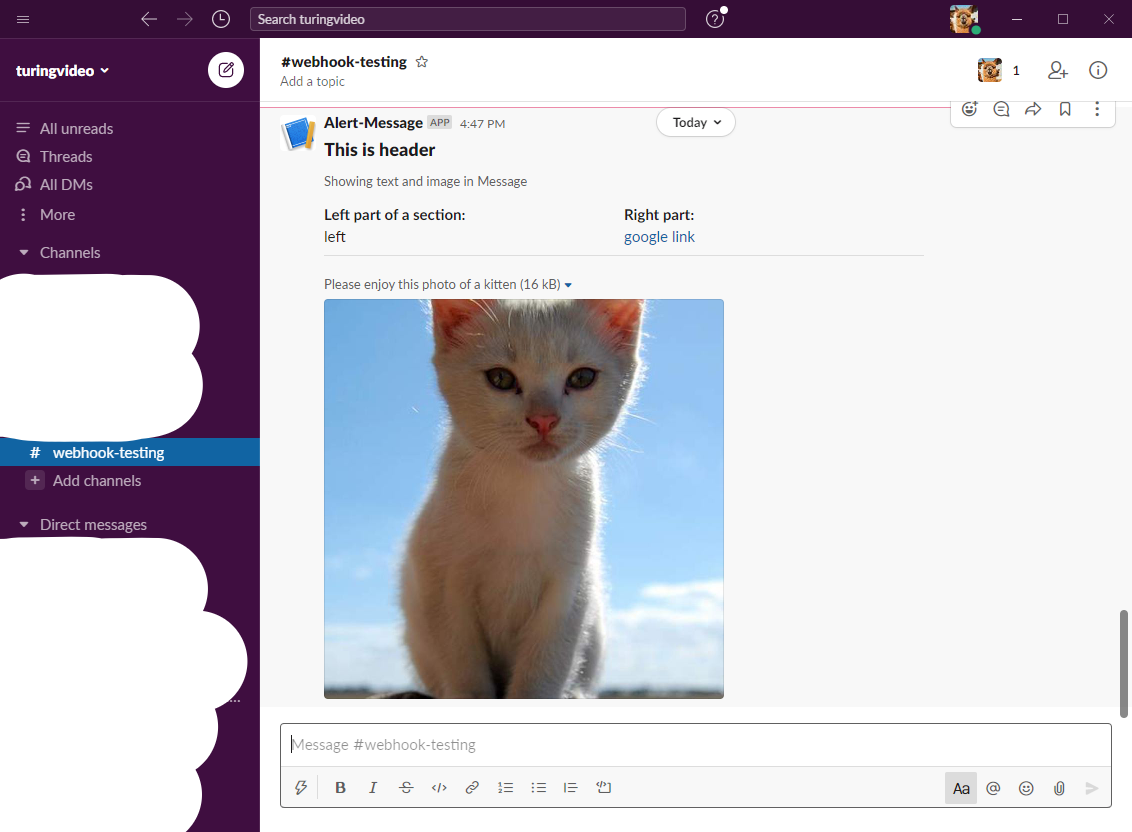 Search turingvideo
turingvideo
All unreads
Threads
All DMs
More
Channels
# webhook-testing
+ Add channels
Direct messages
...
#webhook-testing
Add a topic
1
Today
Alert-Message APP 4:47 PM
This is header
Showing text and image in Message
Left part of a section:
left
Right part:
google link
Please enjoy this photo of a kitten (16 kB)
Message #webhook-testing
B I S </>
Aa @